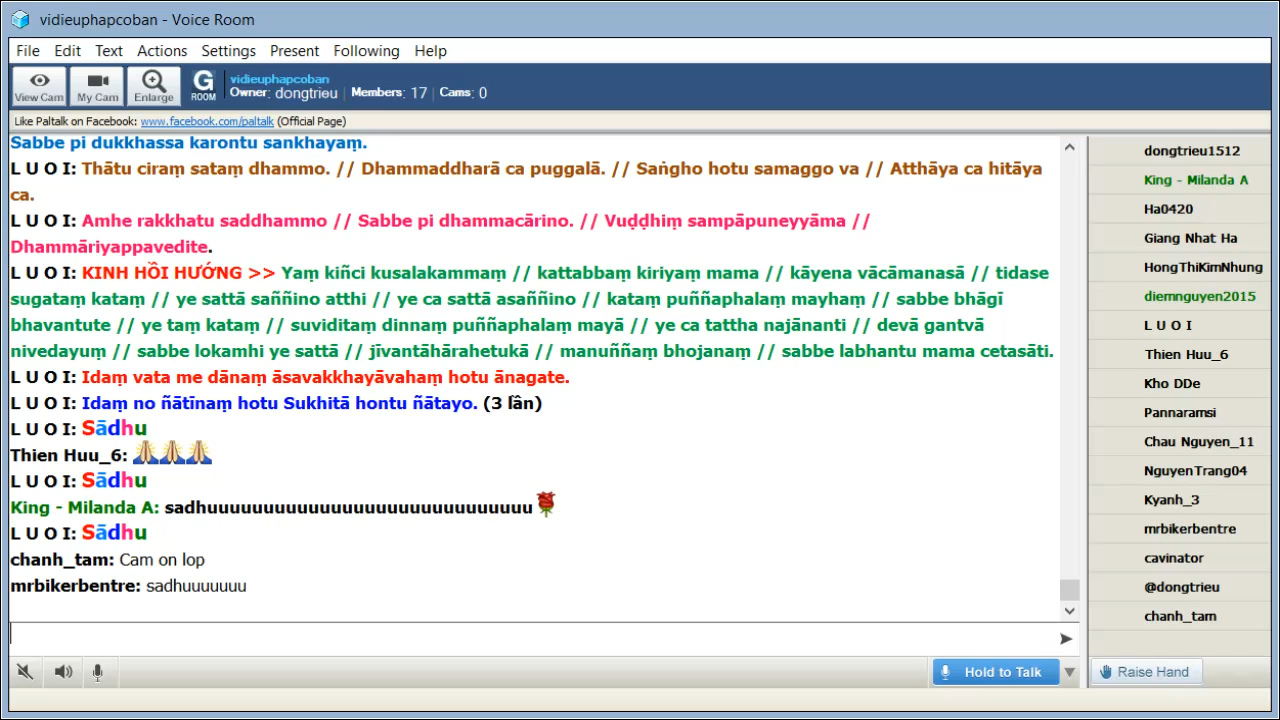 vidieuphapcoban - Voice Room
File Edit Text Actions Settings Present Following Help
View Cam My Cam Enlarge G ROOM
vidieuphapcoban
Owner: dongtrieu | Members: 17 | Cams: 0
Like Paltalk on Facebook: www.facebook.com/paltalk (Official Page)
Sabbe pi dukkhassa karontu sankhayaṃ.
L U O I: Thātu ciraṃ sataṃ dhammo. // Dhammaddharā ca puggalā. // Saṅgho hotu samaggo va // Atthāya ca hitāya
ca.
L U O I: Amhe rakkhatu saddhammo // Sabbe pi dhammacārino. // Vuḍḍhiṃ sampāpuneyyāma //
Dhammāriyappavedite.
L U O I: KINH HỒI HƯỚNG >> Yaṃ kiñci kusalakammaṃ // kattabbaṃ kiriyaṃ mama // kāyena vācāmanasā // tidase
sugataṃ kataṃ // ye sattā saññino atthi // ye ca sattā asaññino // kataṃ puññaphalaṃ mayhaṃ // sabbe bhāgī
bhavantute // ye taṃ kataṃ // suviditaṃ dinnaṃ puññaphalaṃ mayā // ye ca tattha najānanti // devā gantvā
nivedayuṃ // sabbe lokamhi ye sattā // jīvantāhārahetukā // manuññaṃ bhojanaṃ // sabbe labhantu mama cetasāti.
L U O I: Idaṃ vata me dānaṃ āsavakkhayāvahaṃ hotu ānagate.
L U O I: Idaṃ no ñātīnaṃ hotu Sukhitā hontu ñātayo. (3 lần)
L U O I: Sādhu
Thien Huu_6: 🙏🙏🙏
L U O I: Sādhu
King - Milanda A: sadhuuuuuuuuuuuuuuuuuuuuuuuuuuuuu🌹
L U O I: Sādhu
chanh_tam: Cam on lop
mrbikerbentre: sadhuuuuuuu
Hold to Talk
dongtrieu1512
King - Milanda A
Ha0420
Giang Nhat Ha
HongThiKimNhung
diemnguyen2015
L U O I
Thien Huu_6
Kho DDe
Pannaramsi
Chau Nguyen_11
NguyenTrang04
Kyanh_3
mrbikerbentre
cavinator
@dongtrieu
chanh_tam
Raise Hand